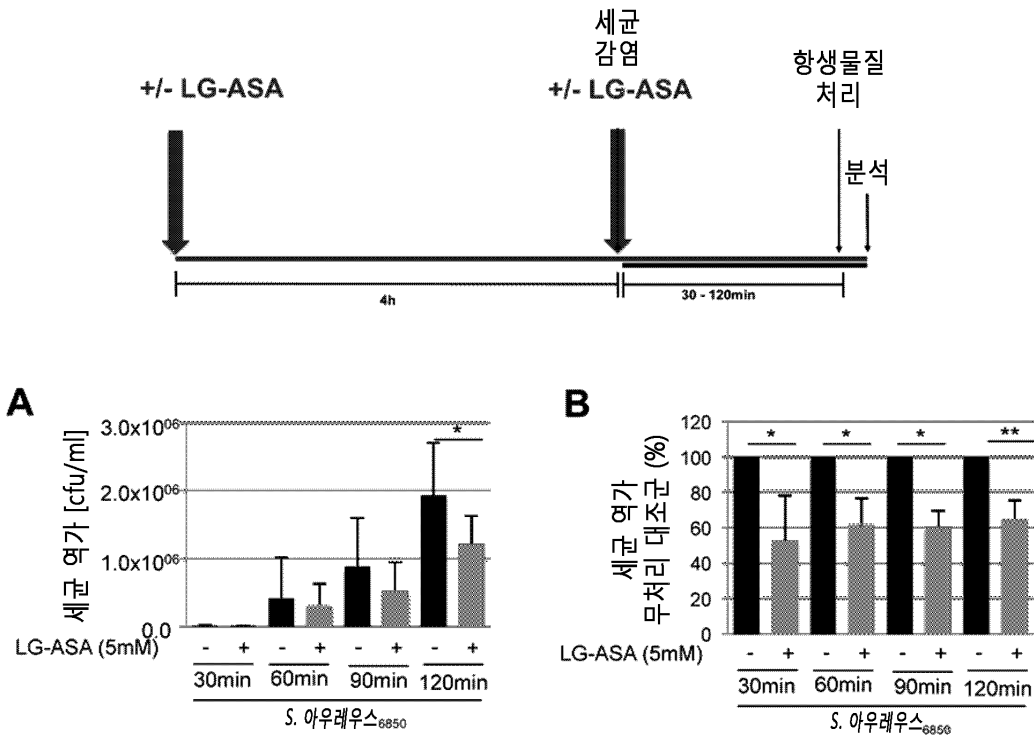 세균
감염
+/- LG-ASA
+/- LG-ASA
항생물질
처리
분석
4h
30 - 120min
A
세균 역가 [cfu/ml]
3.0x10⁰⁶
2.0x10⁰⁶
1.0x10⁰⁶
0.0
LG-ASA (5mM) - + - + - + - +
30min 60min 90min 120min
S. 아우레우스₆₈₅₀
B
세균 역가
무처리 대조군 (%)
120
100
80
60
40
20
0
* * * **
*
LG-ASA (5mM) - + - + - + - +
30min 60min 90min 120min
S. 아우레우스₆₈₅₀